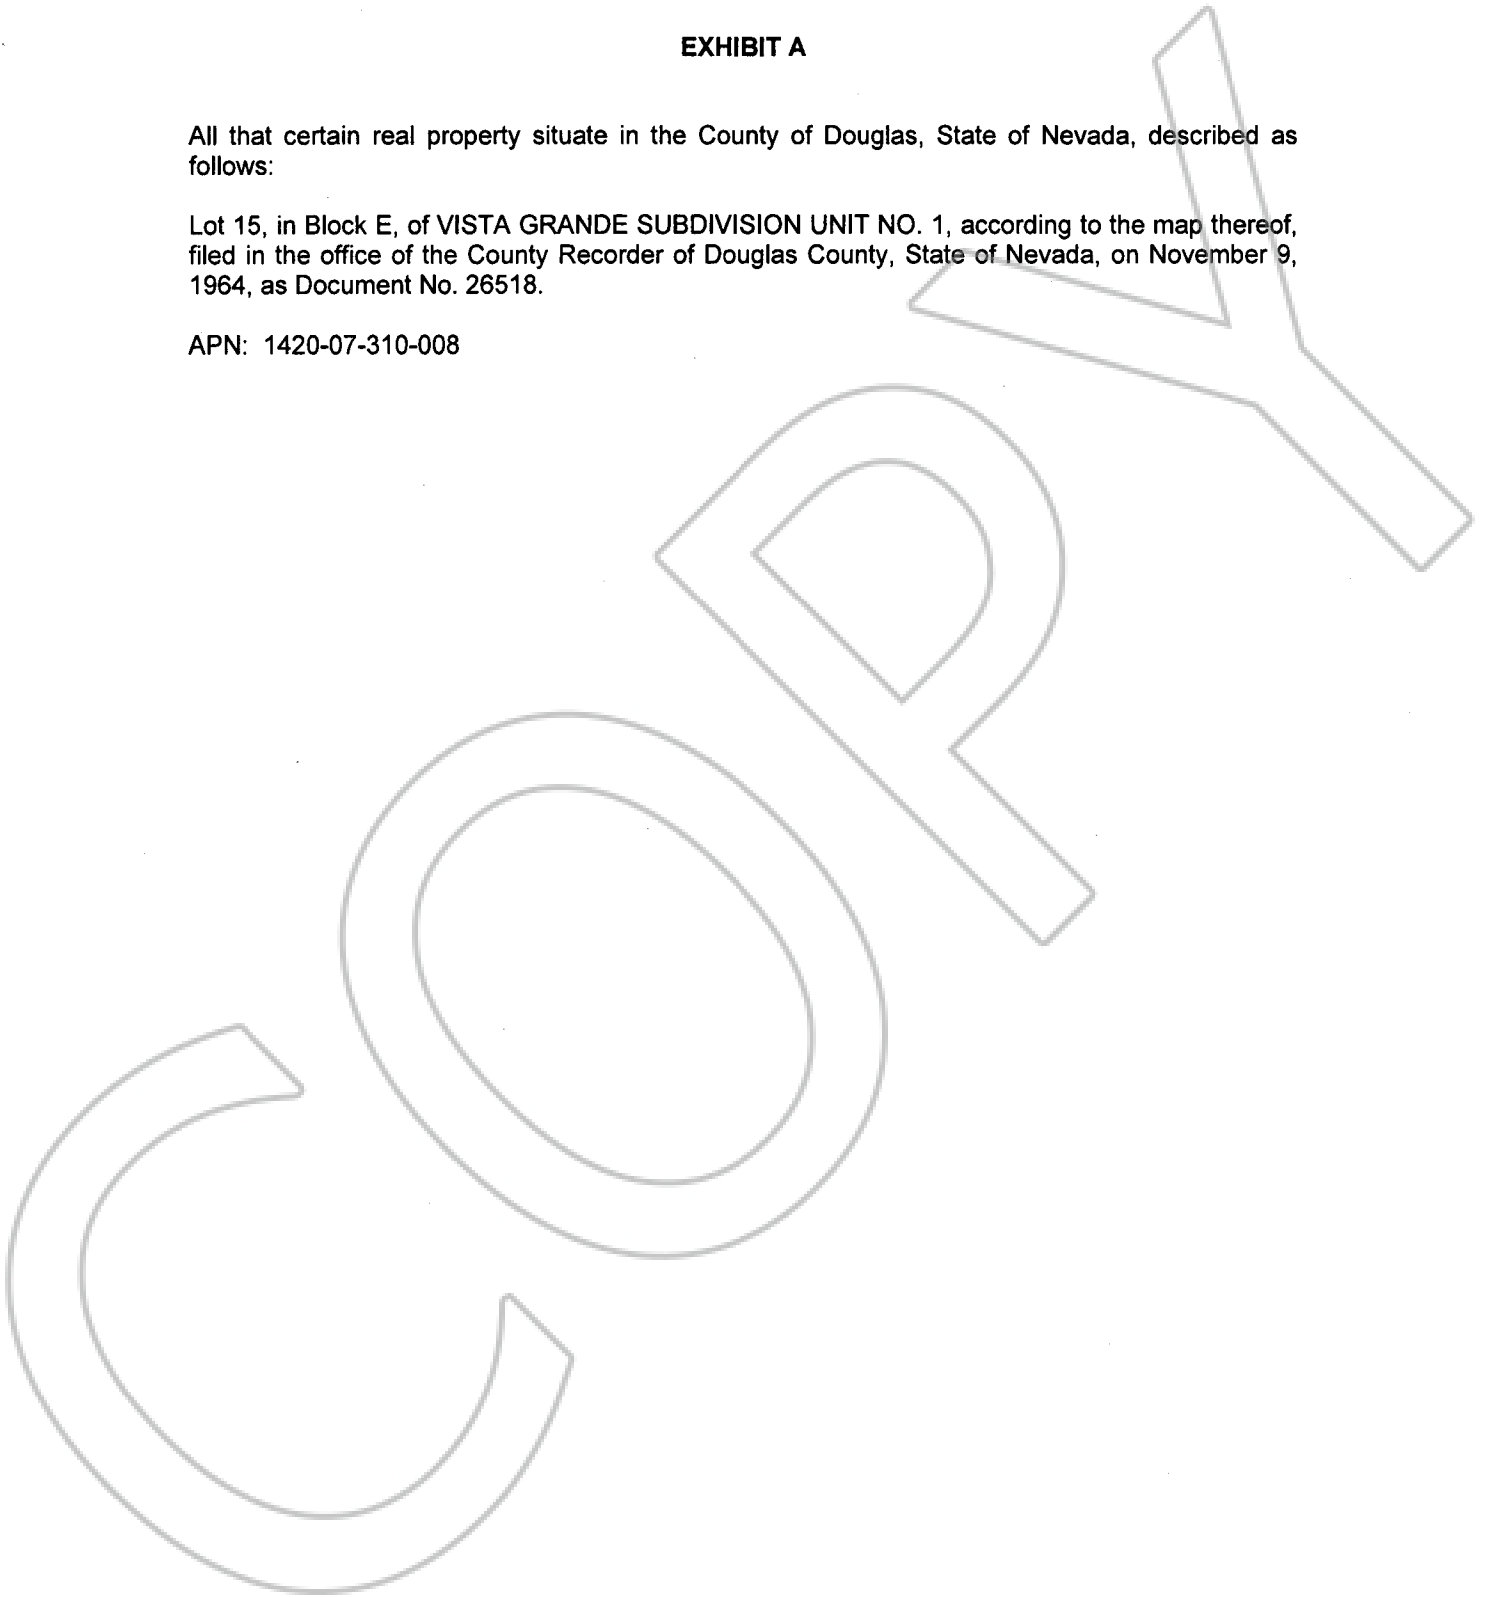 EXHIBIT A
All that certain real property situate in the County of Douglas, State of Nevada, described as
follows:
Lot 15, in Block E, of VISTA GRANDE SUBDIVISION UNIT NO. 1, according to the map thereof,
filed in the office of the County Recorder of Douglas County, State of Nevada, on November 9,
1964, as Document No. 26518.
APN: 1420-07-310-008
COPY